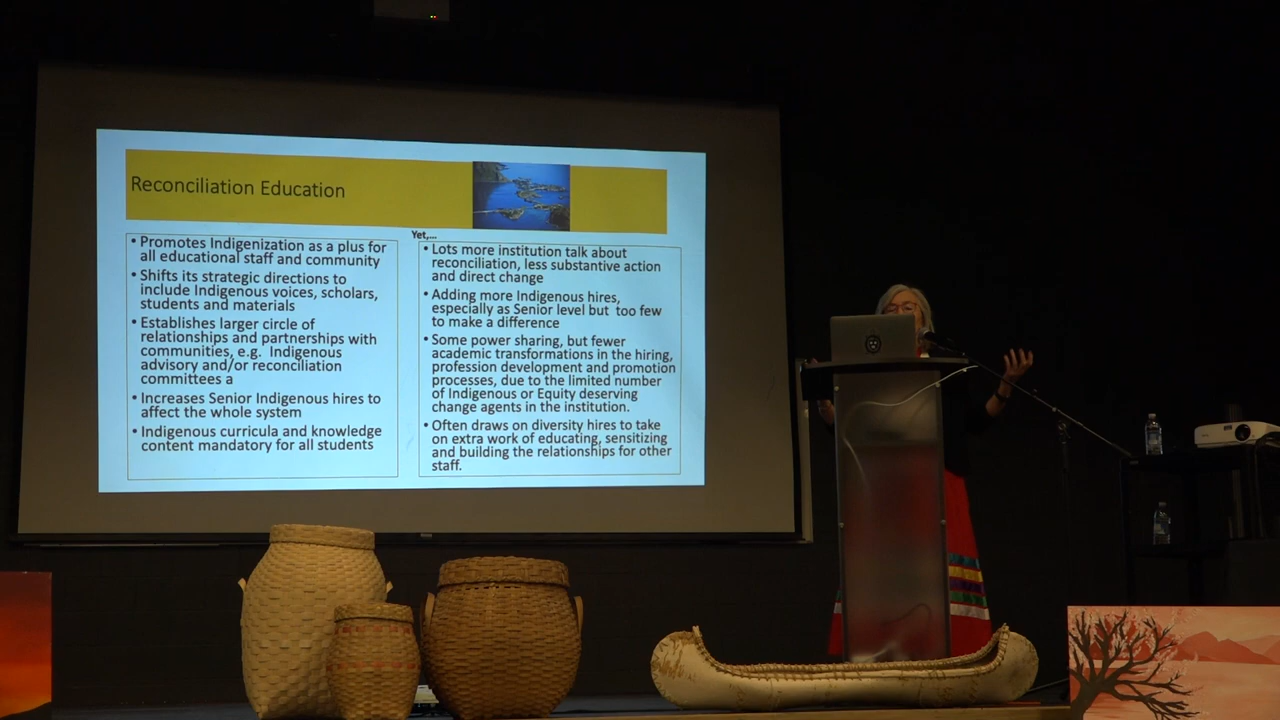 Reconciliation Education
• Promotes Indigenization as a plus for
all educational staff and community
• Shifts its strategic directions to
include Indigenous voices, scholars,
students and materials
• Establishes larger circle of
relationships and partnerships with
communities, e.g. Indigenous
advisory and/or reconciliation
committees a
• Increases Senior Indigenous hires to
affect the whole system
• Indigenous curricula and knowledge
content mandatory for all students
Yet,...
• Lots more institution talk about
reconciliation, less substantive action
and direct change
• Adding more Indigenous hires,
especially as Senior level but too few
to make a difference
• Some power sharing, but fewer
academic transformations in the hiring,
profession development and promotion
processes, due to the limited number
of Indigenous or Equity deserving
change agents in the institution.
• Often draws on diversity hires to take
on extra work of educating, sensitizing
and building the relationships for other
staff.